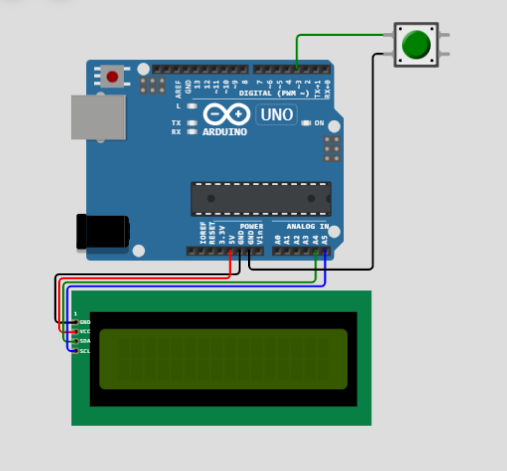 AREF
GND
13
12
~11
~10
~9
8
7
~6
~5
4
~3
2
TX→1
RX←0
DIGITAL (PWM ~)
L
TX
RX
ARDUINO
UNO
ON
IOREF
RESET
3.3V
5V
GND
GND
Vin
POWER
ANALOG IN
A0
A1
A2
A3
A4
A5
1
GND
VCC
SDA
SCL